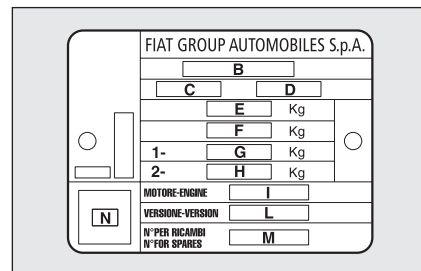 FIAT GROUP AUTOMOBILES S.p.A.
B
C D
E Kg
F Kg
1- G Kg
2- H Kg
MOTORE-ENGINE I
VERSIONE-VERSION L
N
N°PER RICAMBI
N°FOR SPARES M